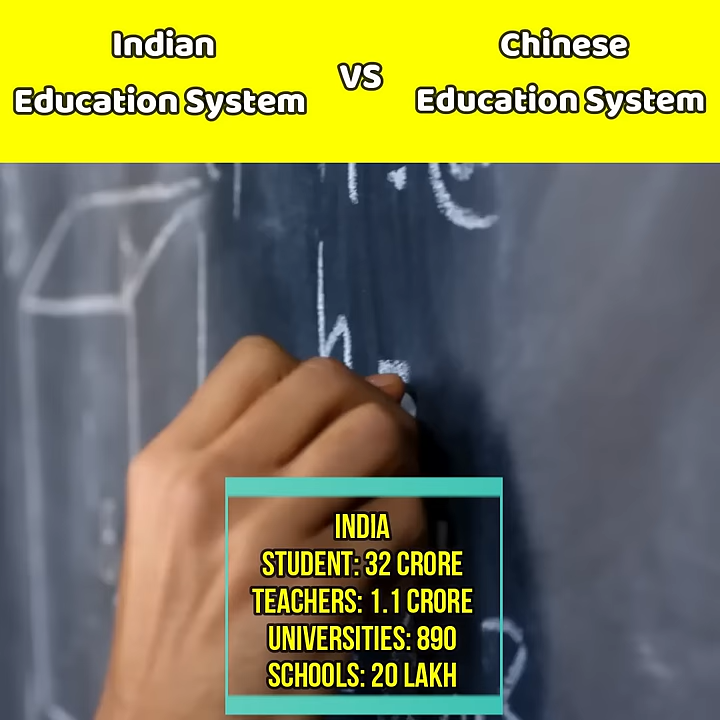 Indian
Education System
VS
Chinese
Education System
h
INDIA
STUDENT: 32 CRORE
TEACHERS: 1.1 CRORE
UNIVERSITIES: 890
SCHOOLS: 20 LAKH